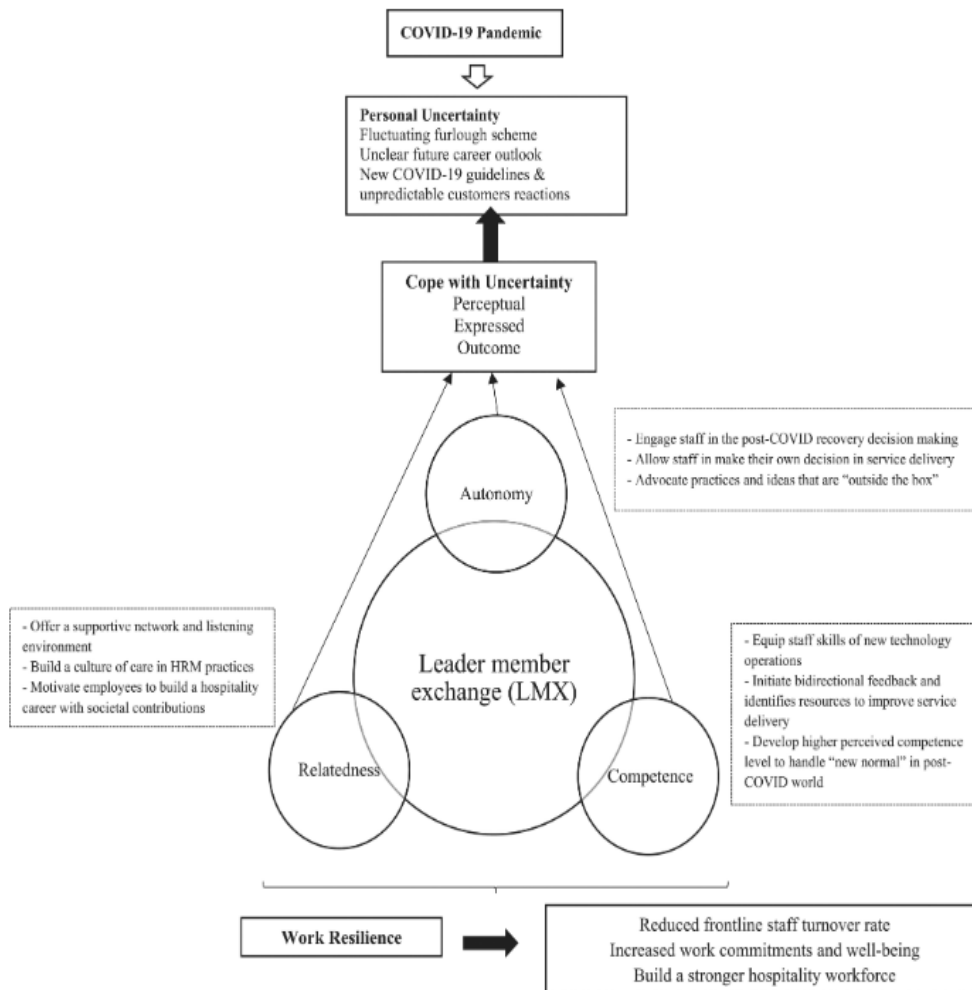 COVID-19 Pandemic
Personal Uncertainty
Fluctuating furlough scheme
Unclear future career outlook
New COVID-19 guidelines &
unpredictable customers reactions
Cope with Uncertainty
Perceptual
Expressed
Outcome
- Engage staff in the post-COVID recovery decision making
- Allow staff in make their own decision in service delivery
- Advocate practices and ideas that are “outside the box”
Autonomy
- Offer a supportive network and listening
environment
- Build a culture of care in HRM practices
- Motivate employees to build a hospitality
career with societal contributions
Leader member
exchange (LMX)
- Equip staff skills of new technology
operations
- Initiate bidirectional feedback and
identifies resources to improve service
delivery
- Develop higher perceived competence
level to handle “new normal” in post-
COVID world
Relatedness
Competence
Work Resilience
Reduced frontline staff turnover rate
Increased work commitments and well-being
Build a stronger hospitality workforce